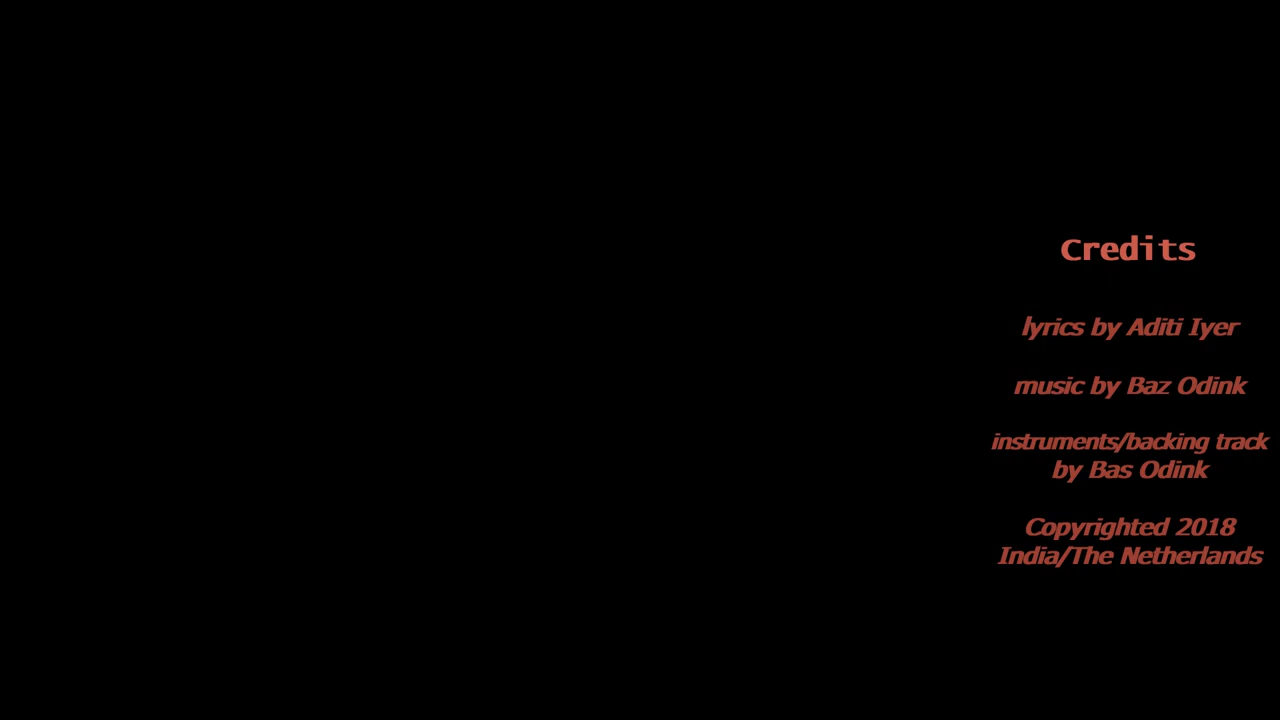 Credits
lyrics by Aditi Iyer
music by Baz Odink
instruments/backing track
by Bas Odink
Copyrighted 2018
India/The Netherlands